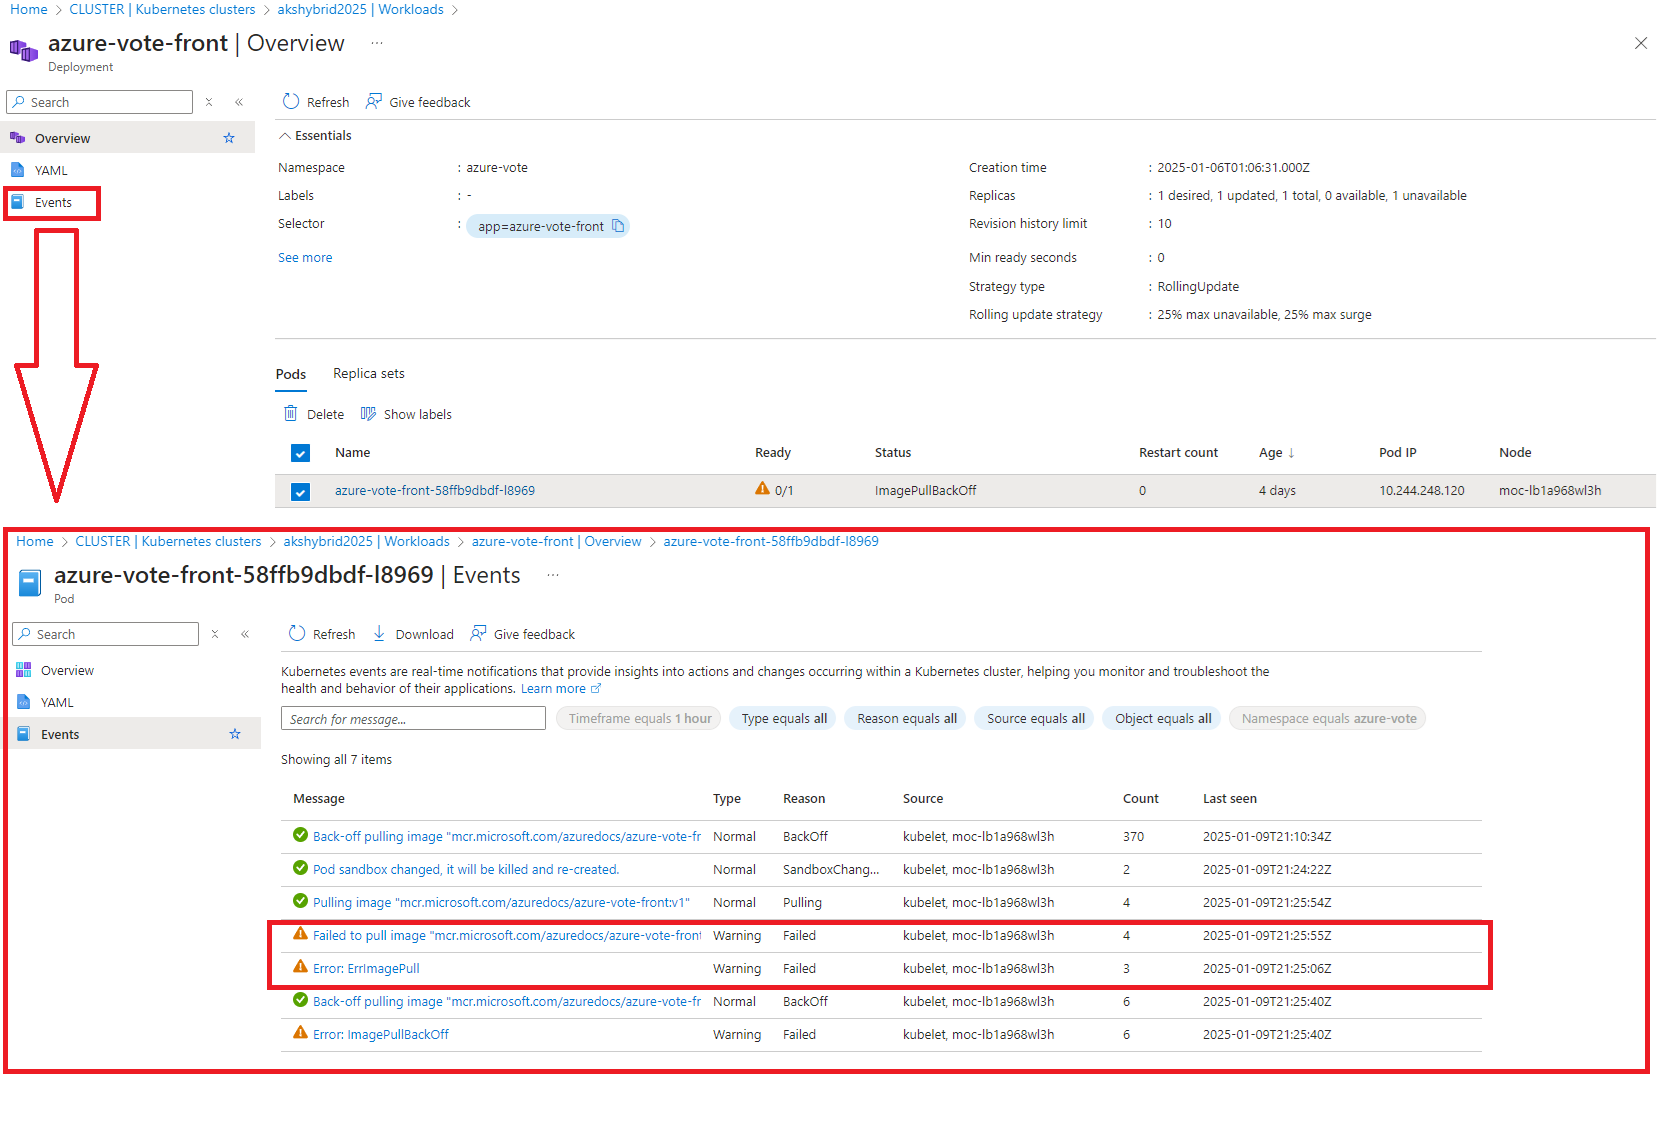 Home > CLUSTER | Kubernetes clusters > akshybrid2025 | Workloads >
azure-vote-front | Overview ...
Deployment
Search
Refresh Give feedback
Overview
YAML
Events
Essentials
Namespace : azure-vote
Labels : -
Selector : app=azure-vote-front
See more
Creation time : 2025-01-06T01:06:31.000Z
Replicas : 1 desired, 1 updated, 1 total, 0 available, 1 unavailable
Revision history limit : 10
Min ready seconds : 0
Strategy type : RollingUpdate
Rolling update strategy : 25% max unavailable, 25% max surge
Pods Replica sets
Delete Show labels
Name Ready Status Restart count Age ↓ Pod IP Node
azure-vote-front-58ffb9dbdf-l8969 0/1 ImagePullBackOff 0 4 days 10.244.248.120 moc-lb1a968wl3h
Home > CLUSTER | Kubernetes clusters > akshybrid2025 | Workloads > azure-vote-front | Overview > azure-vote-front-58ffb9dbdf-l8969
azure-vote-front-58ffb9dbdf-l8969 | Events ...
Pod
Search
Refresh Download Give feedback
Overview
YAML
Events
Kubernetes events are real-time notifications that provide insights into actions and changes occurring within a Kubernetes cluster, helping you monitor and troubleshoot the
health and behavior of their applications. Learn more
Search for message... Timeframe equals 1 hour Type equals all Reason equals all Source equals all Object equals all Namespace equals azure-vote
Showing all 7 items
Message Type Reason Source Count Last seen
Back-off pulling image "mcr.microsoft.com/azuredocs/azure-vote-fr Normal BackOff kubelet, moc-lb1a968wl3h 370 2025-01-09T21:10:34Z
Pod sandbox changed, it will be killed and re-created. Normal SandboxChang... kubelet, moc-lb1a968wl3h 2 2025-01-09T21:24:22Z
Pulling image "mcr.microsoft.com/azuredocs/azure-vote-front:v1" Normal Pulling kubelet, moc-lb1a968wl3h 4 2025-01-09T21:25:54Z
Failed to pull image "mcr.microsoft.com/azuredocs/azure-vote-front Warning Failed kubelet, moc-lb1a968wl3h 4 2025-01-09T21:25:55Z
Error: ErrImagePull Warning Failed kubelet, moc-lb1a968wl3h 3 2025-01-09T21:25:06Z
Back-off pulling image "mcr.microsoft.com/azuredocs/azure-vote-fr Normal BackOff kubelet, moc-lb1a968wl3h 6 2025-01-09T21:25:40Z
Error: ImagePullBackOff Warning Failed kubelet, moc-lb1a968wl3h 6 2025-01-09T21:25:40Z